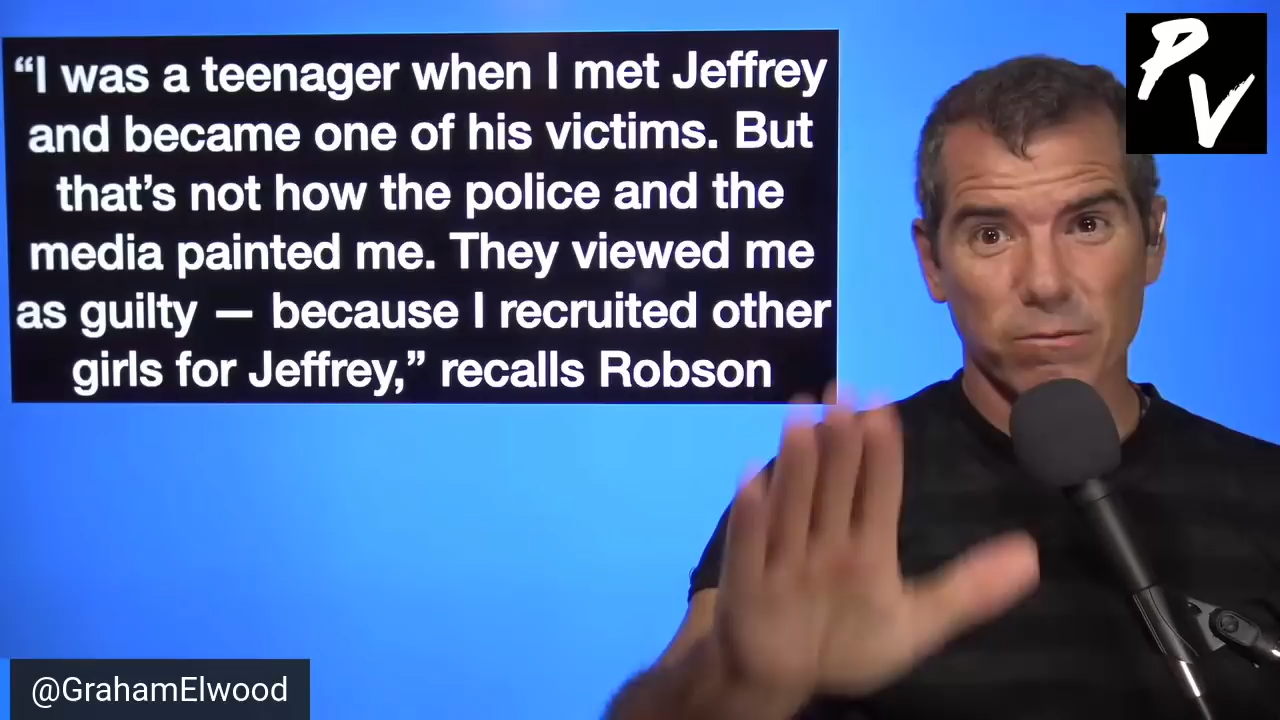 “I was a teenager when I met Jeffrey
and became one of his victims. But
that’s not how the police and the
media painted me. They viewed me
as guilty — because I recruited other
girls for Jeffrey,” recalls Robson
PV
@GrahamElwood